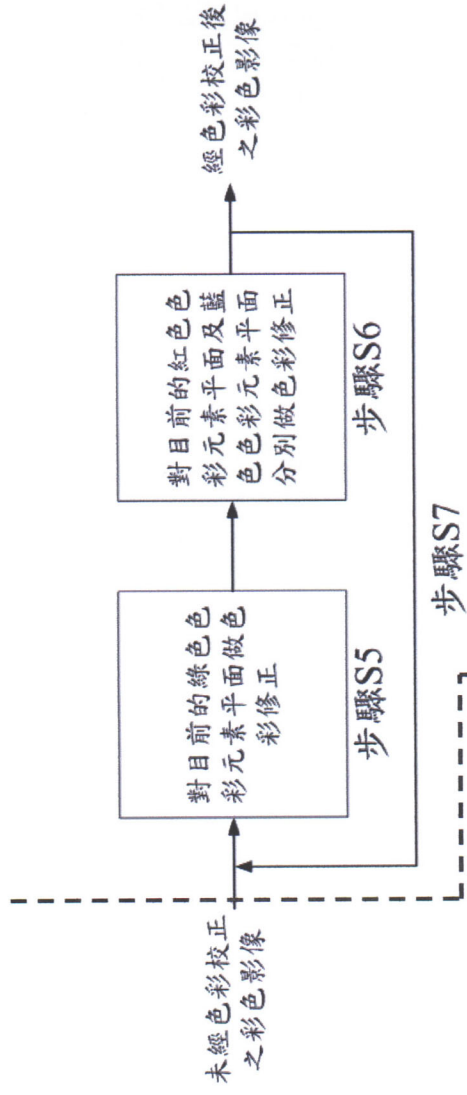 未經色彩校正
之彩色影像
對目前的綠色色
彩元素平面做色
彩修正
步驟S5
對目前的紅色色
彩元素平面及藍
色色彩元素平面
分別做色彩修正
步驟S6
經色彩校正後
之彩色影像
步驟S7